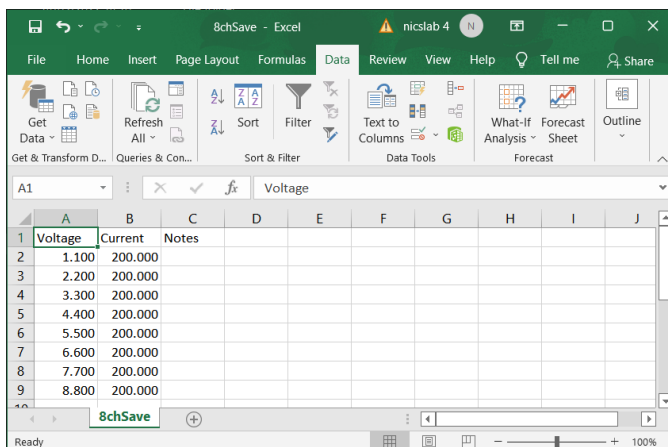 8chSave - Excel
nicslab 4
N
File Home Insert Page Layout Formulas Data Review View Help Tell me Share
Get Data
Refresh All
Sort
Filter
Text to Columns
What-If Analysis
Forecast Sheet
Outline
Get & Transform D... Queries & Con... Sort & Filter Data Tools Forecast
A1 fx Voltage
A B C D E F G H I J
1 Voltage Current Notes
2 1.100 200.000
3 2.200 200.000
4 3.300 200.000
5 4.400 200.000
6 5.500 200.000
7 6.600 200.000
8 7.700 200.000
9 8.800 200.000
8chSave
Ready 100%